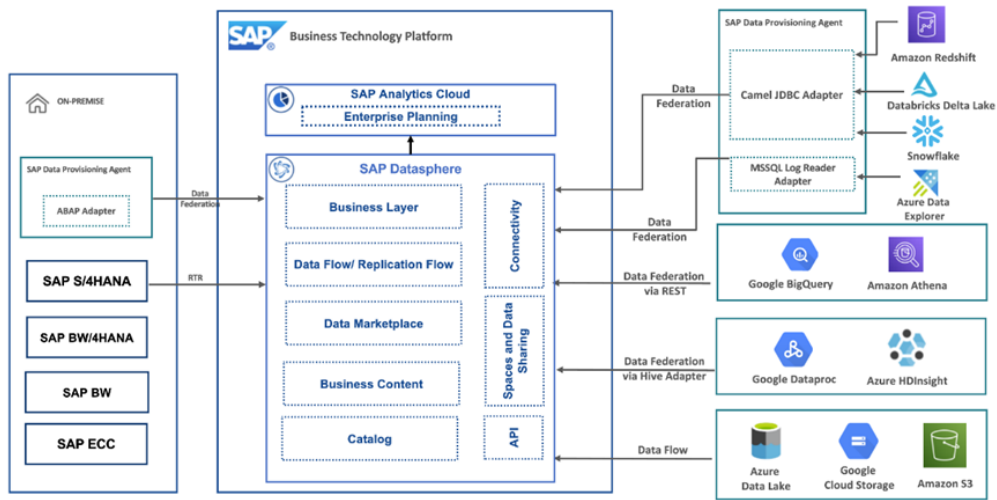 SAP
®
Business Technology Platform
ON-PREMISE
SAP Data Provisioning Agent
ABAP Adapter
SAP S/4HANA
SAP BW/4HANA
SAP BW
SAP ECC
Data
Federation
RTR
SAP Analytics Cloud
Enterprise Planning
SAP Datasphere
Business Layer
Data Flow/ Replication Flow
Data Marketplace
Business Content
Catalog
Connectivity
Spaces and Data
Sharing
API
Data
Federation
Data
Federation
Data Federation
via REST
Data Federation
via Hive Adapter
Data Flow
SAP Data Provisioning Agent
Camel JDBC Adapter
MSSQL Log Reader
Adapter
Amazon Redshift
Databricks Delta Lake
Snowflake
Azure Data
Explorer
Google BigQuery
Amazon Athena
Google Dataproc
Azure HDInsight
Azure
Data Lake
Google
Cloud Storage
Amazon S3